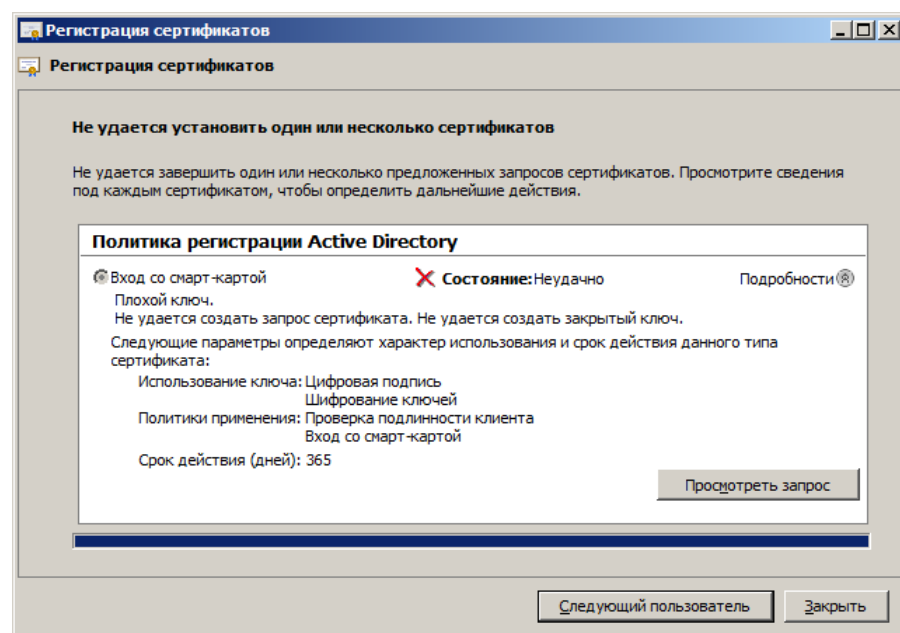 Регистрация сертификатов
Регистрация сертификатов
Не удается установить один или несколько сертификатов
Не удается завершить один или несколько предложенных запросов сертификатов. Просмотрите сведения
под каждым сертификатом, чтобы определить дальнейшие действия.
Политика регистрации Active Directory
Вход со смарт-картой Состояние: Неудачно Подробности
Плохой ключ.
Не удается создать запрос сертификата. Не удается создать закрытый ключ.
Следующие параметры определяют характер использования и срок действия данного типа
сертификата:
Использование ключа: Цифровая подпись
Шифрование ключей
Политики применения: Проверка подлинности клиента
Вход со смарт-картой
Срок действия (дней): 365
Просмотреть запрос
Следующий пользователь Закрыть